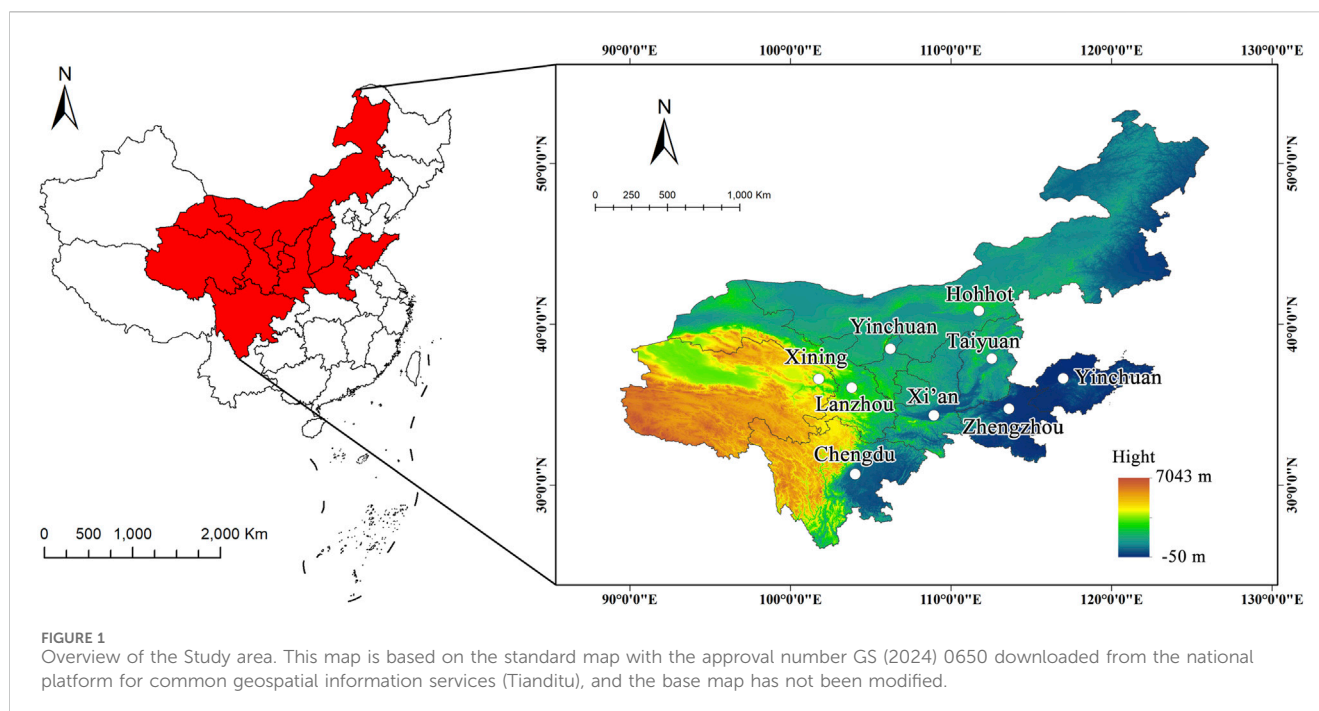 N
0 500 1,000 2,000 Km
90°0'0"E 100°0'0"E 110°0'0"E 120°0'0"E 130°0'0"E
N
0 250 500 1,000 Km
50°0'0"N
40°0'0"N
30°0'0"N
50°0'0"N
40°0'0"N
30°0'0"N
Hohhot
Yinchuan
Taiyuan
Xining
Yinchuan
Lanzhou
Xi'an
Zhengzhou
Chengdu
Hight
7043 m
-50 m
90°0'0"E 100°0'0"E 110°0'0"E 120°0'0"E 130°0'0"E
FIGURE 1
Overview of the Study area. This map is based on the standard map with the approval number GS (2024) 0650 downloaded from the national
platform for common geospatial information services (Tianditu), and the base map has not been modified.